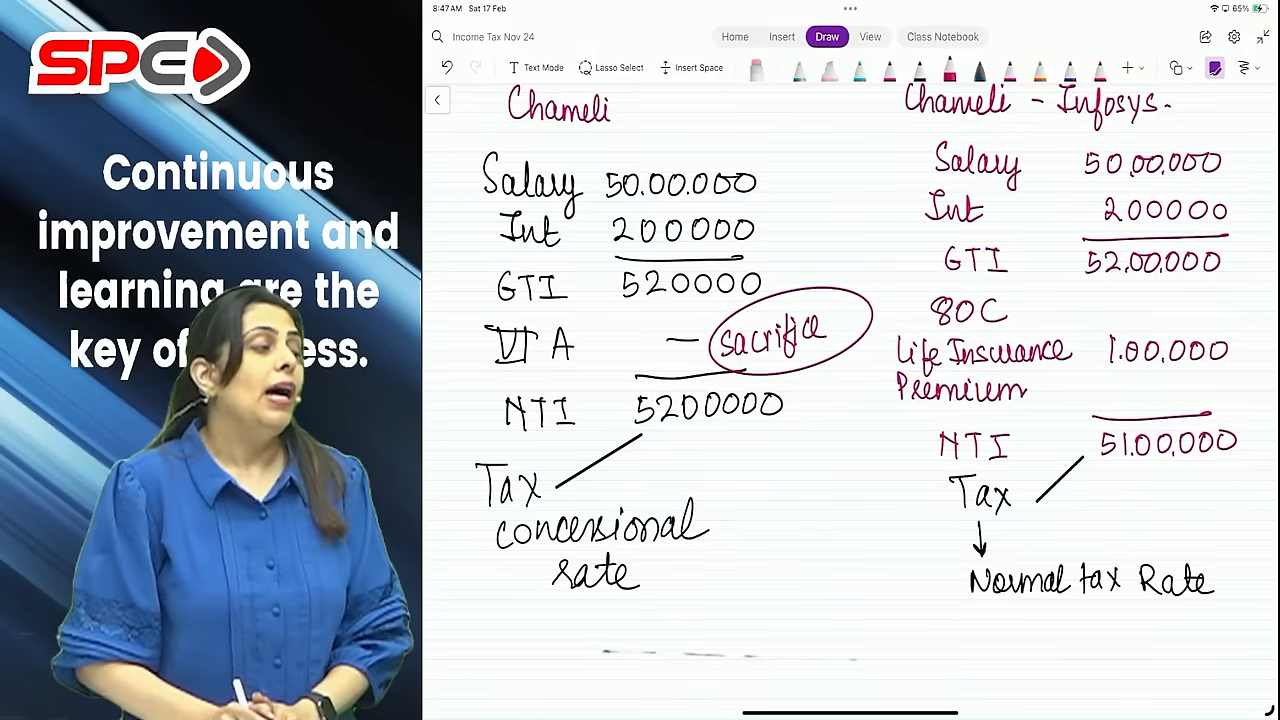 SPC
Continuous
improvement and
learning are the
key of ess.
8:47AM Sat 17 Feb
65%
Income Tax Nov 24
Home Insert Draw View Class Notebook
Text Mode Lasso Select Insert Space
Chameli
Salary 50.00.000
Int 200000
GTI 520000
VI A — sacrifice
NTI 5200000
Tax
concessional
rate
Chameli - Infosys.
Salary 50,00,000
Int 200000
GTI 52,00,000
80C
Life Insurance 1,00,000
Premium
NTI 51,00,000
Tax
Normal tax Rate